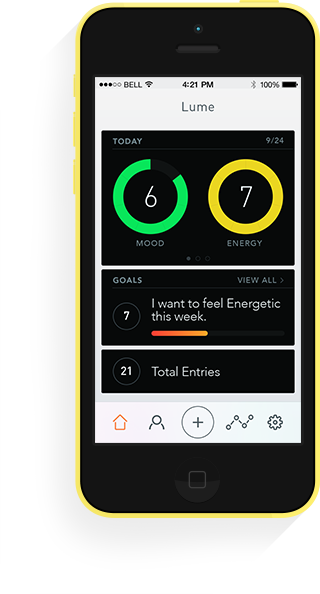 BELL 4:21 PM 100%
Lume
TODAY 9/24
6 7
MOOD ENERGY
GOALS VIEW ALL >
7 I want to feel Energetic
this week.
21 Total Entries